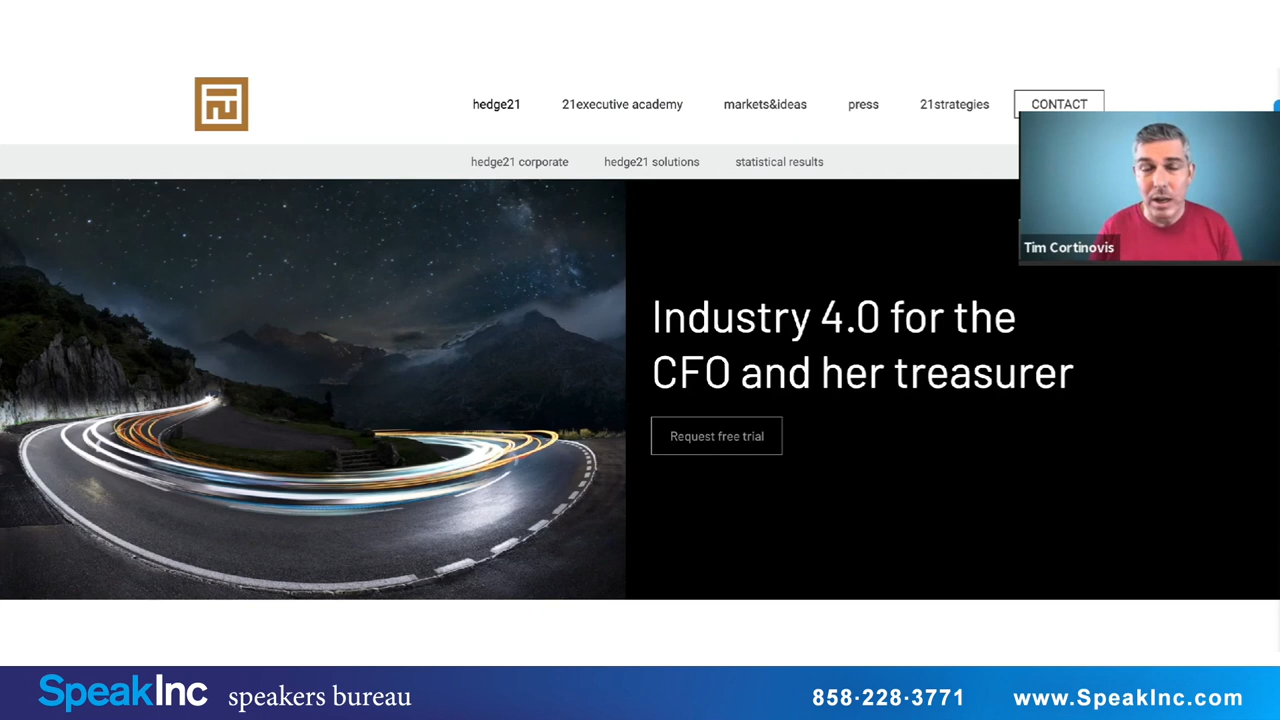 hedge21 21executive academy markets&ideas press 21strategies CONTACT
hedge21 corporate hedge21 solutions statistical results
Tim Cortinovis
Industry 4.0 for the
CFO and her treasurer
Request free trial
SpeakInc speakers bureau 858·228·3771 www.SpeakInc.com